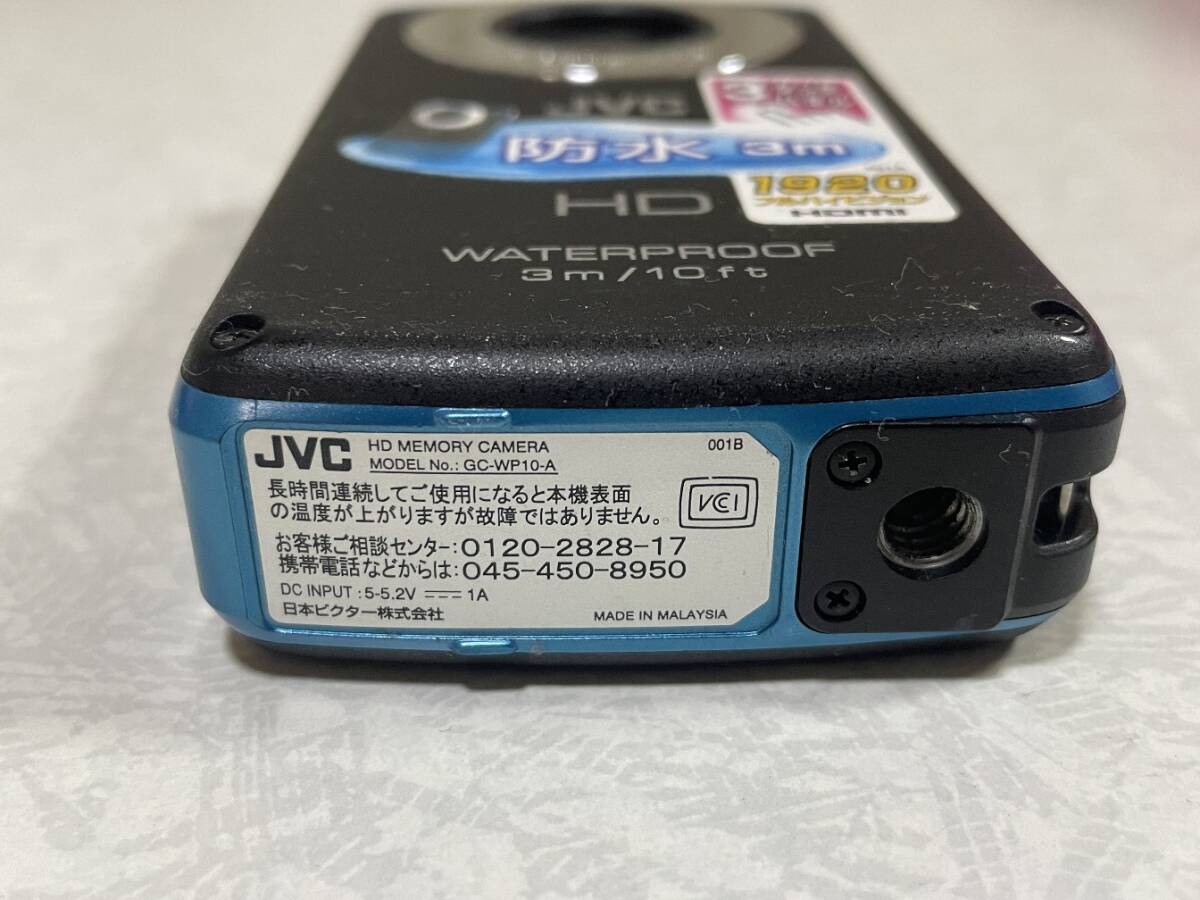 JVC
防水 3m
1920
フルハイビジョン
HDMI
HD
WATERPROOF
3m/10ft
JVC HD MEMORY CAMERA 001B
MODEL No.: GC-WP10-A
長時間連続してご使用になると本機表面
の温度が上がりますが故障ではありません。
VCI
お客様ご相談センター:0120-2828-17
携帯電話などからは:045-450-8950
DC INPUT : 5-5.2V ⎓ 1A
日本ビクター株式会社 MADE IN MALAYSIA